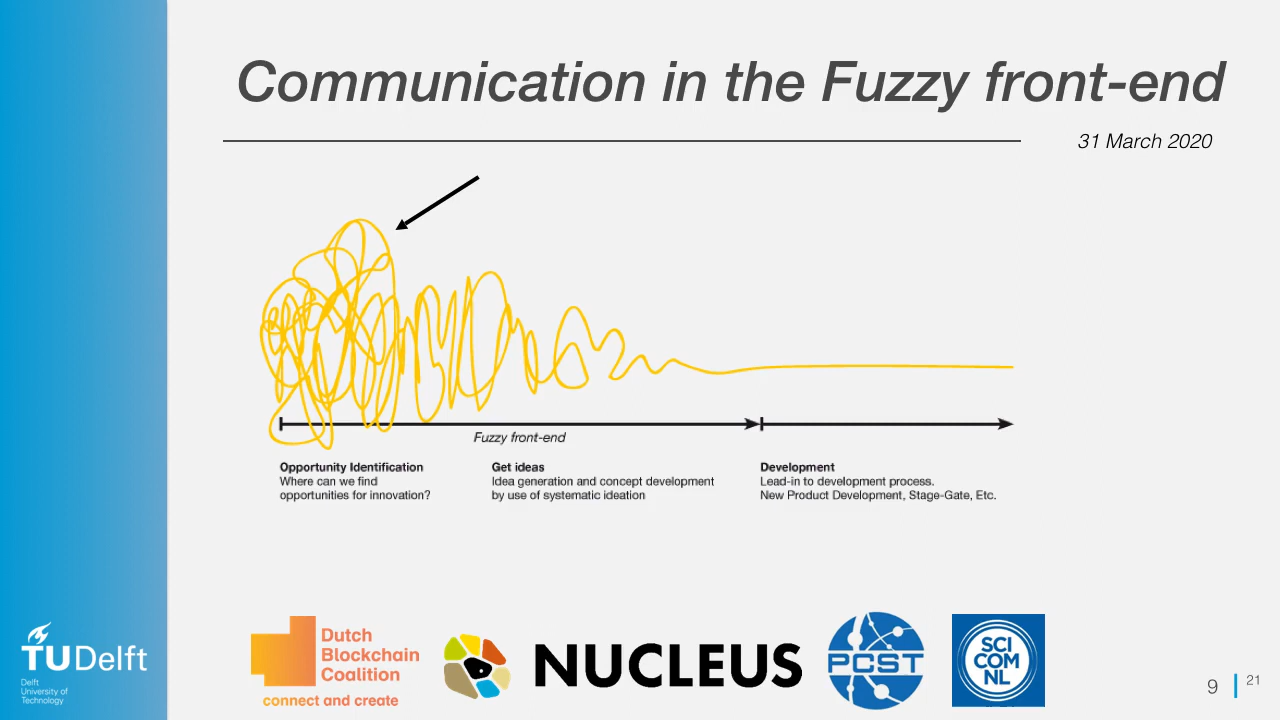 Communication in the Fuzzy front-end
31 March 2020
Fuzzy front-end
Opportunity Identification
Where can we find
opportunities for innovation?
Get ideas
Idea generation and concept development
by use of systematic ideation
Development
Lead-in to development process.
New Product Development, Stage-Gate, Etc.
TUDelft
Delft
University of
Technology
Dutch
Blockchain
Coalition
connect and create
NUCLEUS
PCST
SCI
COM
NL
9
21